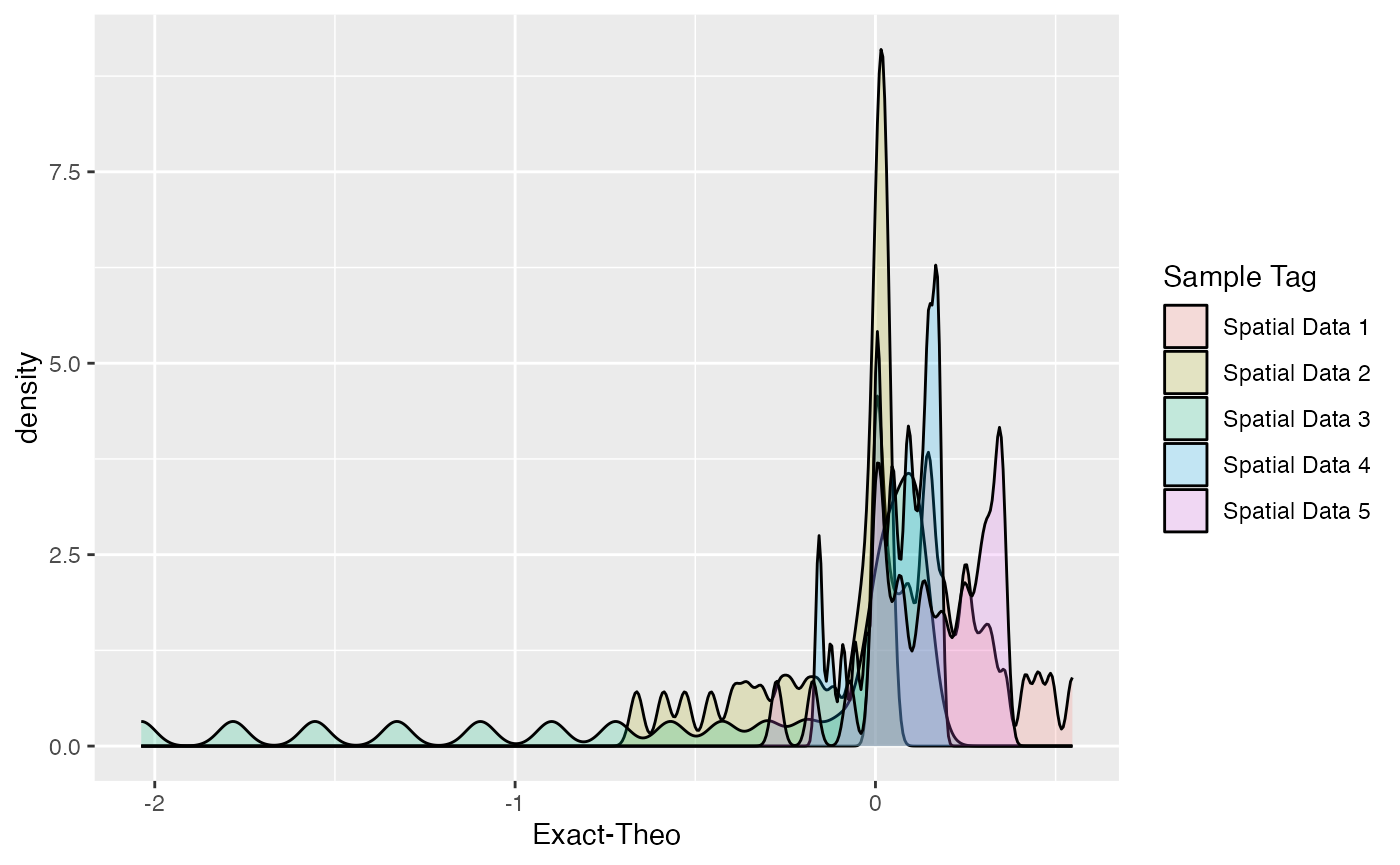 7.5
5.0
2.5
0.0
density
-2
-1
0
Exact-Theo
Sample Tag
Spatial Data 1
Spatial Data 2
Spatial Data 3
Spatial Data 4
Spatial Data 5